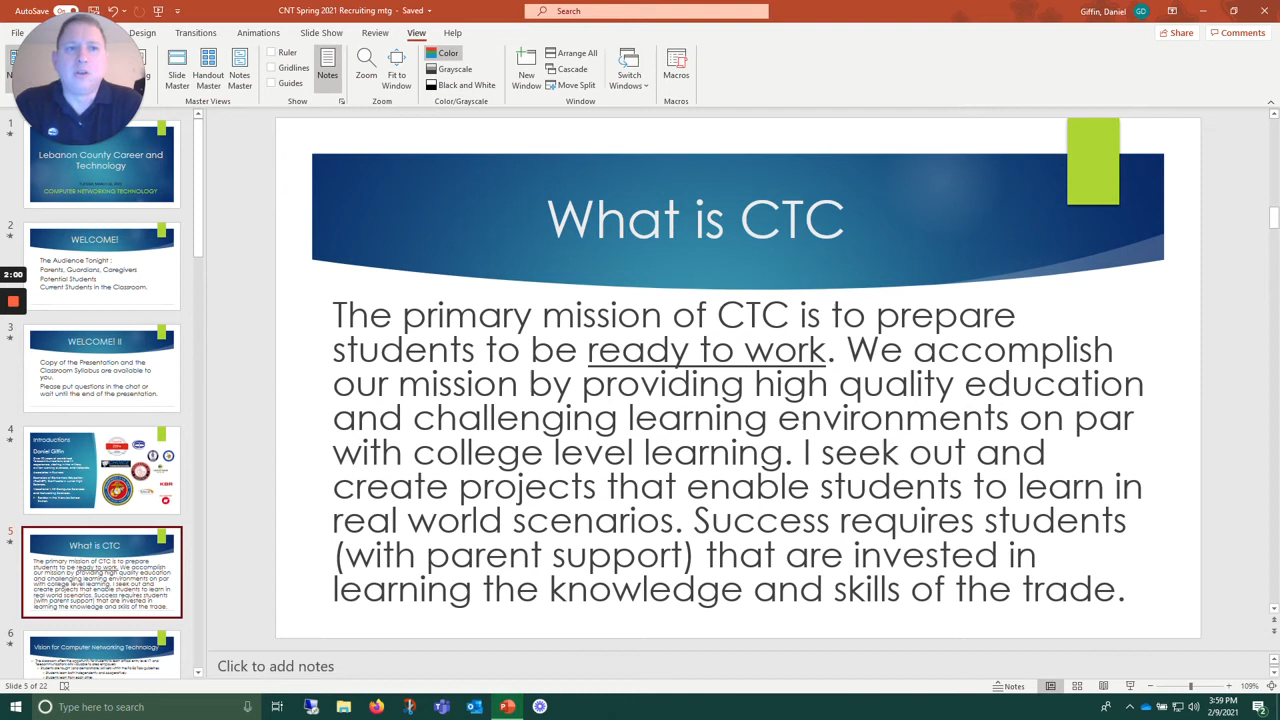 AutoSave
Off
CNT Spring 2021 Recruiting mtg - Saved
Search
Giffin, Daniel
File
Design
Transitions
Animations
Slide Show
Review
View
Help
Share
Comments
Slide Master
Handout Master
Notes Master
Master Views
Ruler
Gridlines
Guides
Show
Notes
Zoom
Fit to Window
Zoom
Color
Grayscale
Black and White
Color/Grayscale
New Window
Arrange All
Cascade
Move Split
Switch Windows
Window
Macros
Macros
1
Lebanon County Career and
Technology
COMPUTER NETWORKING TECHNOLOGY
2
WELCOME!
The Audience Tonight :
Parents, Guardians, Caregivers
Potential Students
Current Students in the Classroom.
2:00
3
WELCOME! II
Copy of the Presentation and the
Classroom Syllabus are available to
you.
Please put questions in the chat or
wait until the end of the presentation.
4
Introductions
Daniel Giffin
KBR
5
What is CTC
The primary mission of CTC is to prepare
students to be ready to work. We accomplish
our mission by providing high quality education
and challenging learning environments on par
with college level learning. I seek out and
create projects that enable students to learn in
real world scenarios. Success requires students
(with parent support) that are invested in
learning the knowledge and skills of the trade.
6
Vision for Computer Networking Technology
What is CTC
The primary mission of CTC is to prepare
students to be ready to work. We accomplish
our mission by providing high quality education
and challenging learning environments on par
with college level learning. I seek out and
create projects that enable students to learn in
real world scenarios. Success requires students
(with parent support) that are invested in
learning the knowledge and skills of the trade.
Click to add notes
Slide 5 of 22
Notes
109%
Type here to search
3:59 PM
2/9/2021
2